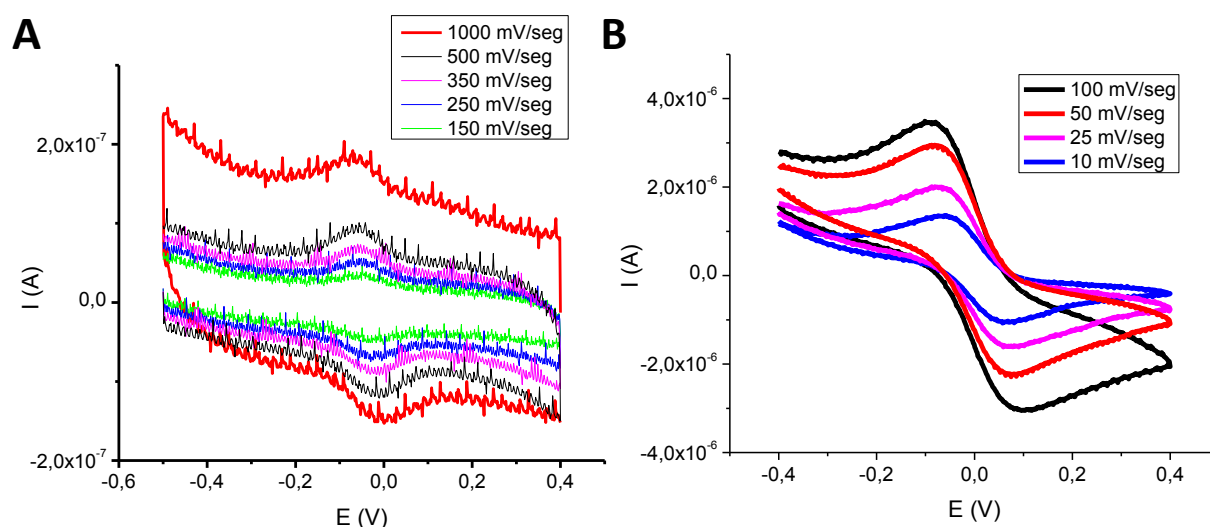 A
1000 mV/seg
500 mV/seg
350 mV/seg
250 mV/seg
150 mV/seg
2,0x10⁻⁷
0,0
-2,0x10⁻⁷
I (A)
-0,6
-0,4
-0,2
0,0
0,2
0,4
E (V)
B
100 mV/seg
50 mV/seg
25 mV/seg
10 mV/seg
4,0x10⁻⁶
2,0x10⁻⁶
0,0
-2,0x10⁻⁶
-4,0x10⁻⁶
I (A)
-0,4
-0,2
0,0
0,2
0,4
E (V)